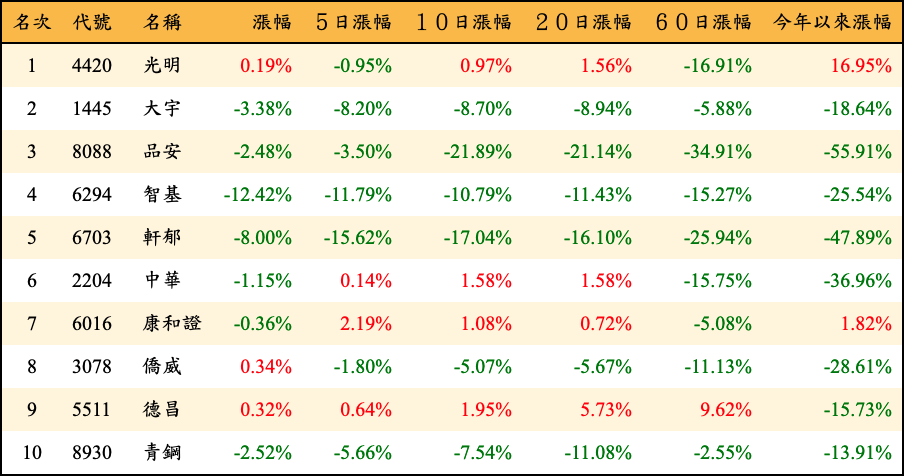 名次 代號 名稱 漲幅 5日漲幅 10日漲幅 20日漲幅 60日漲幅 今年以來漲幅
1 4420 光明 0.19% -0.95% 0.97% 1.56% -16.91% 16.95%
2 1445 大宇 -3.38% -8.20% -8.70% -8.94% -5.88% -18.64%
3 8088 品安 -2.48% -3.50% -21.89% -21.14% -34.91% -55.91%
4 6294 智基 -12.42% -11.79% -10.79% -11.43% -15.27% -25.54%
5 6703 軒郁 -8.00% -15.62% -17.04% -16.10% -25.94% -47.89%
6 2204 中華 -1.15% 0.14% 1.58% 1.58% -15.75% -36.96%
7 6016 康和證 -0.36% 2.19% 1.08% 0.72% -5.08% 1.82%
8 3078 僑威 0.34% -1.80% -5.07% -5.67% -11.13% -28.61%
9 5511 德昌 0.32% 0.64% 1.95% 5.73% 9.62% -15.73%
10 8930 青鋼 -2.52% -5.66% -7.54% -11.08% -2.55% -13.91%